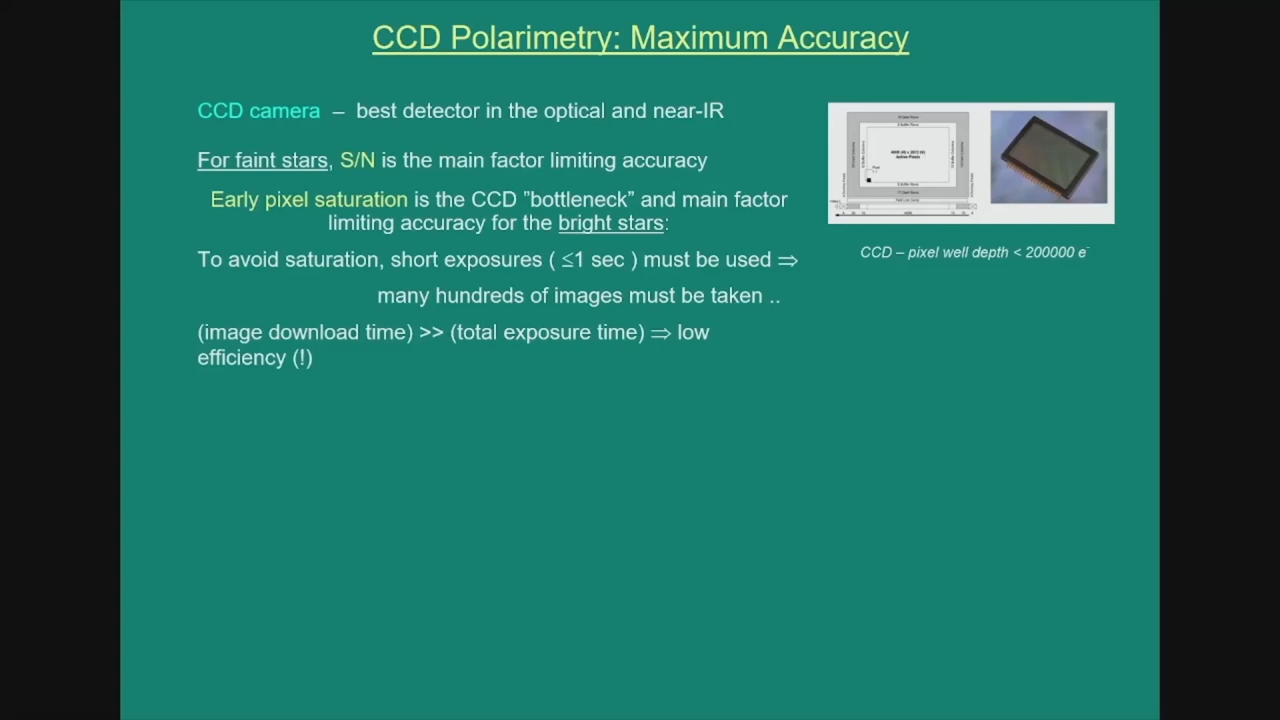 CCD Polarimetry: Maximum Accuracy
CCD camera – best detector in the optical and near-IR
For faint stars, S/N is the main factor limiting accuracy
Early pixel saturation is the CCD ”bottleneck” and main factor
limiting accuracy for the bright stars:
To avoid saturation, short exposures ( ≤1 sec ) must be used ⇒
many hundreds of images must be taken ..
(image download time) >> (total exposure time) ⇒ low
efficiency (!)
Active Pixels
CCD – pixel well depth < 200000 e⁻